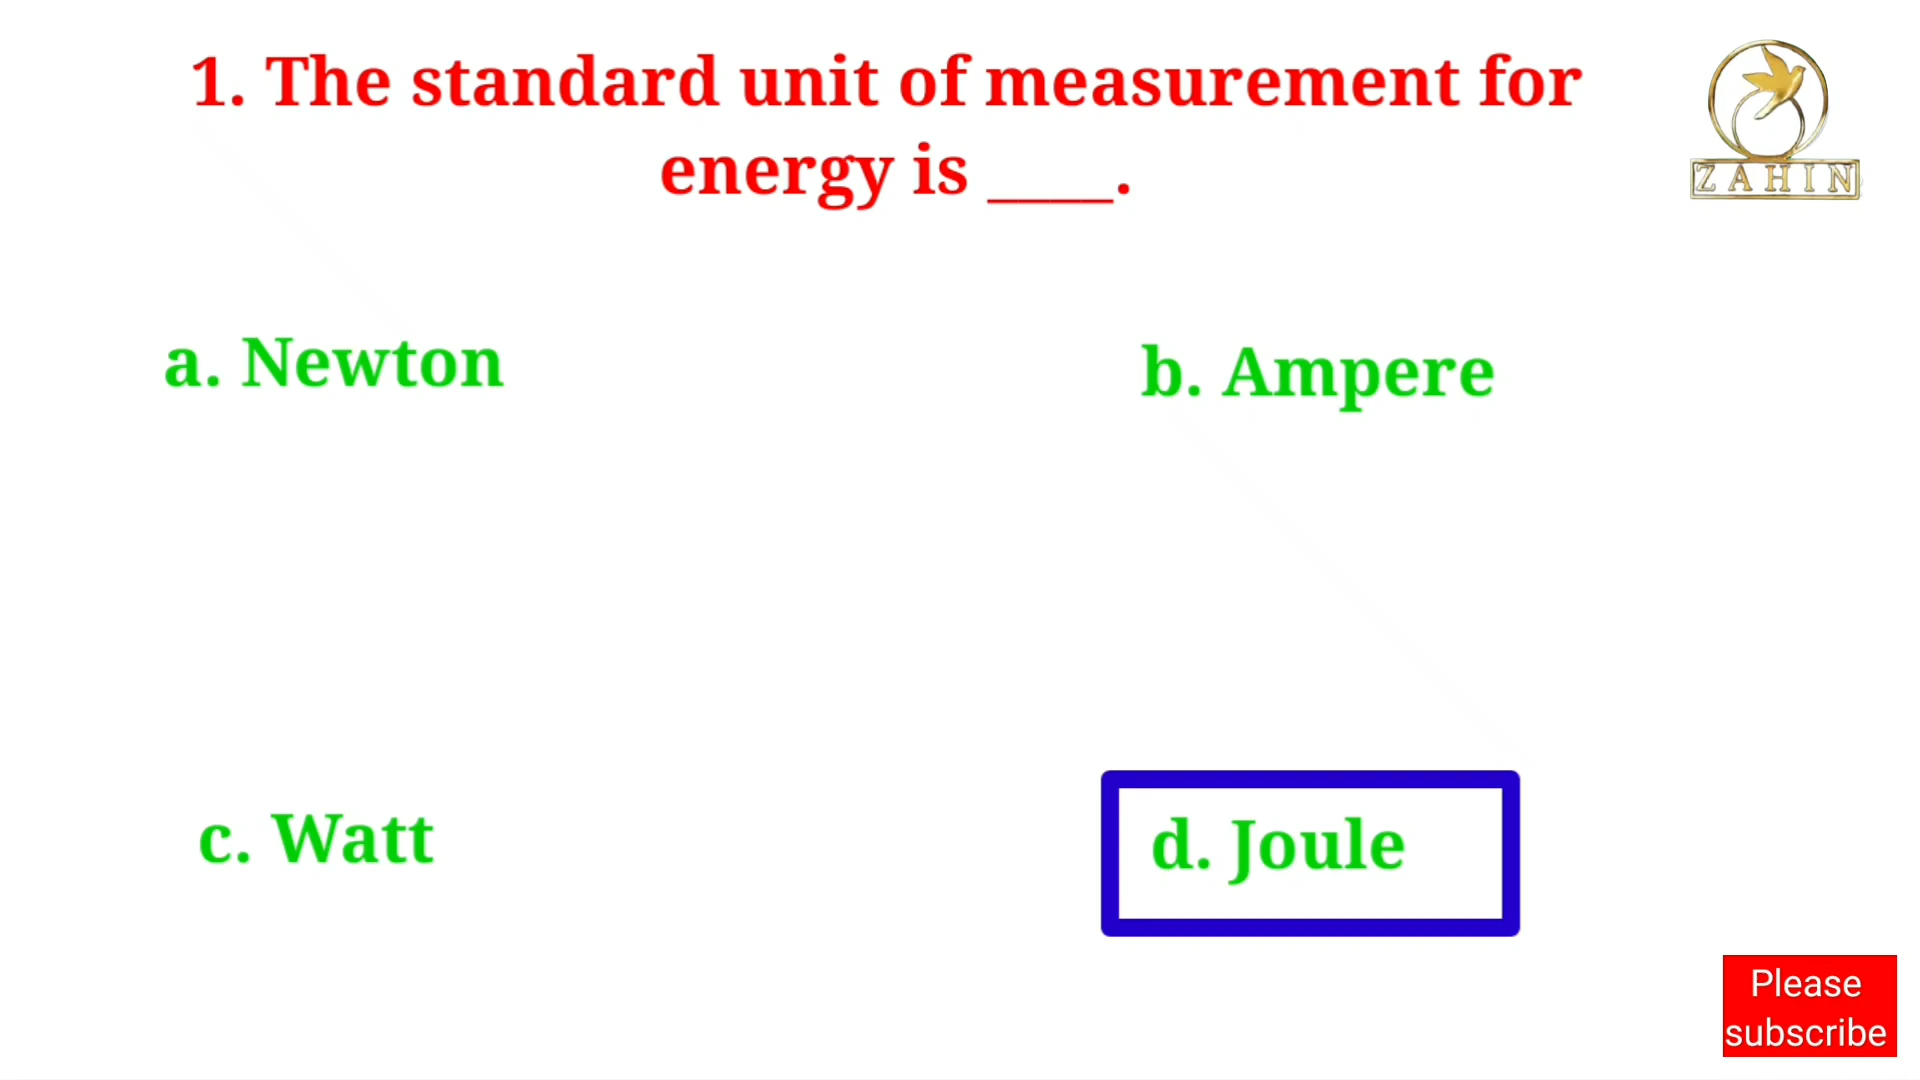 1. The standard unit of measurement for
energy is ____.
ZAHIN
a. Newton
b. Ampere
c. Watt
d. Joule
Please
subscribe